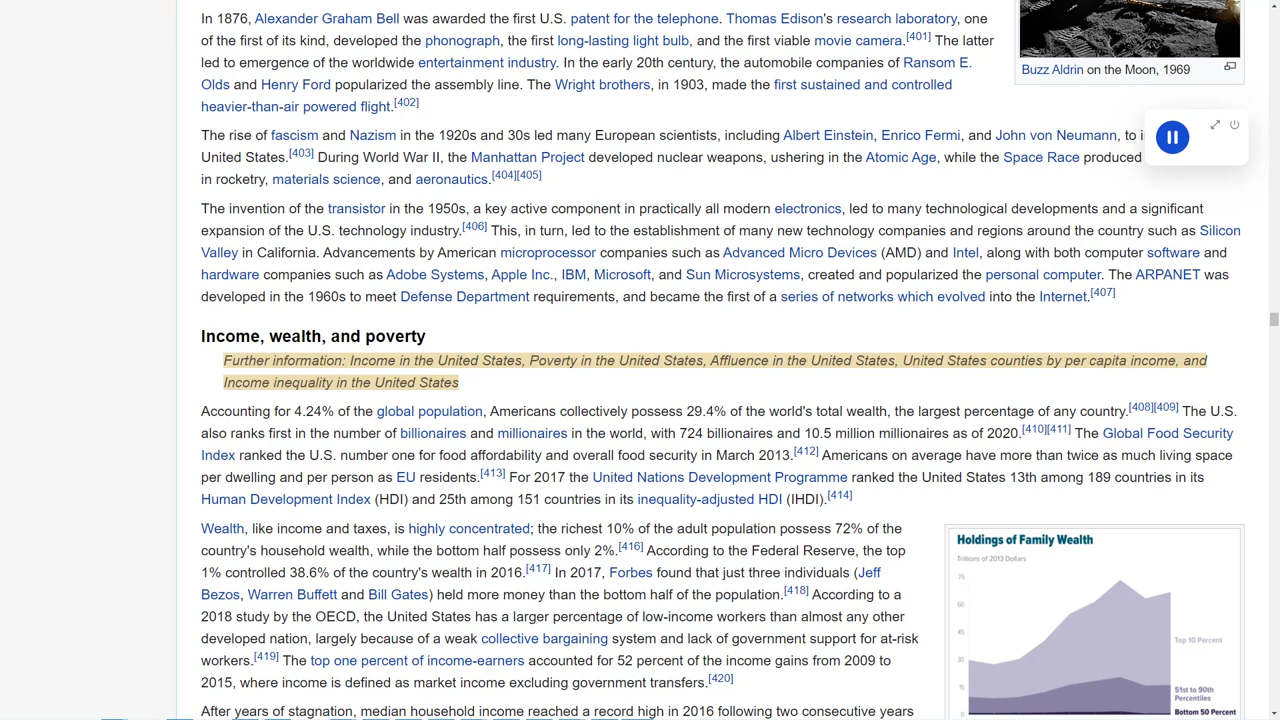 In 1876, Alexander Graham Bell was awarded the first U.S. patent for the telephone. Thomas Edison's research laboratory, one
of the first of its kind, developed the phonograph, the first long-lasting light bulb, and the first viable movie camera.[401] The latter
led to emergence of the worldwide entertainment industry. In the early 20th century, the automobile companies of Ransom E.
Olds and Henry Ford popularized the assembly line. The Wright brothers, in 1903, made the first sustained and controlled
heavier-than-air powered flight.[402]
Buzz Aldrin on the Moon, 1969
The rise of fascism and Nazism in the 1920s and 30s led many European scientists, including Albert Einstein, Enrico Fermi, and John von Neumann, to
United States.[403] During World War II, the Manhattan Project developed nuclear weapons, ushering in the Atomic Age, while the Space Race produced
in rocketry, materials science, and aeronautics.[404][405]
The invention of the transistor in the 1950s, a key active component in practically all modern electronics, led to many technological developments and a significant
expansion of the U.S. technology industry.[406] This, in turn, led to the establishment of many new technology companies and regions around the country such as Silicon
Valley in California. Advancements by American microprocessor companies such as Advanced Micro Devices (AMD) and Intel, along with both computer software and
hardware companies such as Adobe Systems, Apple Inc., IBM, Microsoft, and Sun Microsystems, created and popularized the personal computer. The ARPANET was
developed in the 1960s to meet Defense Department requirements, and became the first of a series of networks which evolved into the Internet.[407]
Income, wealth, and poverty
Further information: Income in the United States, Poverty in the United States, Affluence in the United States, United States counties by per capita income, and
Income inequality in the United States
Accounting for 4.24% of the global population, Americans collectively possess 29.4% of the world's total wealth, the largest percentage of any country.[408][409] The U.S.
also ranks first in the number of billionaires and millionaires in the world, with 724 billionaires and 10.5 million millionaires as of 2020.[410][411] The Global Food Security
Index ranked the U.S. number one for food affordability and overall food security in March 2013.[412] Americans on average have more than twice as much living space
per dwelling and per person as EU residents.[413] For 2017 the United Nations Development Programme ranked the United States 13th among 189 countries in its
Human Development Index (HDI) and 25th among 151 countries in its inequality-adjusted HDI (IHDI).[414]
Wealth, like income and taxes, is highly concentrated; the richest 10% of the adult population possess 72% of the
country's household wealth, while the bottom half possess only 2%.[416] According to the Federal Reserve, the top
1% controlled 38.6% of the country's wealth in 2016.[417] In 2017, Forbes found that just three individuals (Jeff
Bezos, Warren Buffett and Bill Gates) held more money than the bottom half of the population.[418] According to a
2018 study by the OECD, the United States has a larger percentage of low-income workers than almost any other
developed nation, largely because of a weak collective bargaining system and lack of government support for at-risk
workers.[419] The top one percent of income-earners accounted for 52 percent of the income gains from 2009 to
2015, where income is defined as market income excluding government transfers.[420]
After years of stagnation, median household income reached a record high in 2016 following two consecutive years
Holdings of Family Wealth
Trillions of 2013 Dollars
75
60
45
30
15
Top 10 Percent
51st to 90th
Percentiles
Bottom 50 Percent